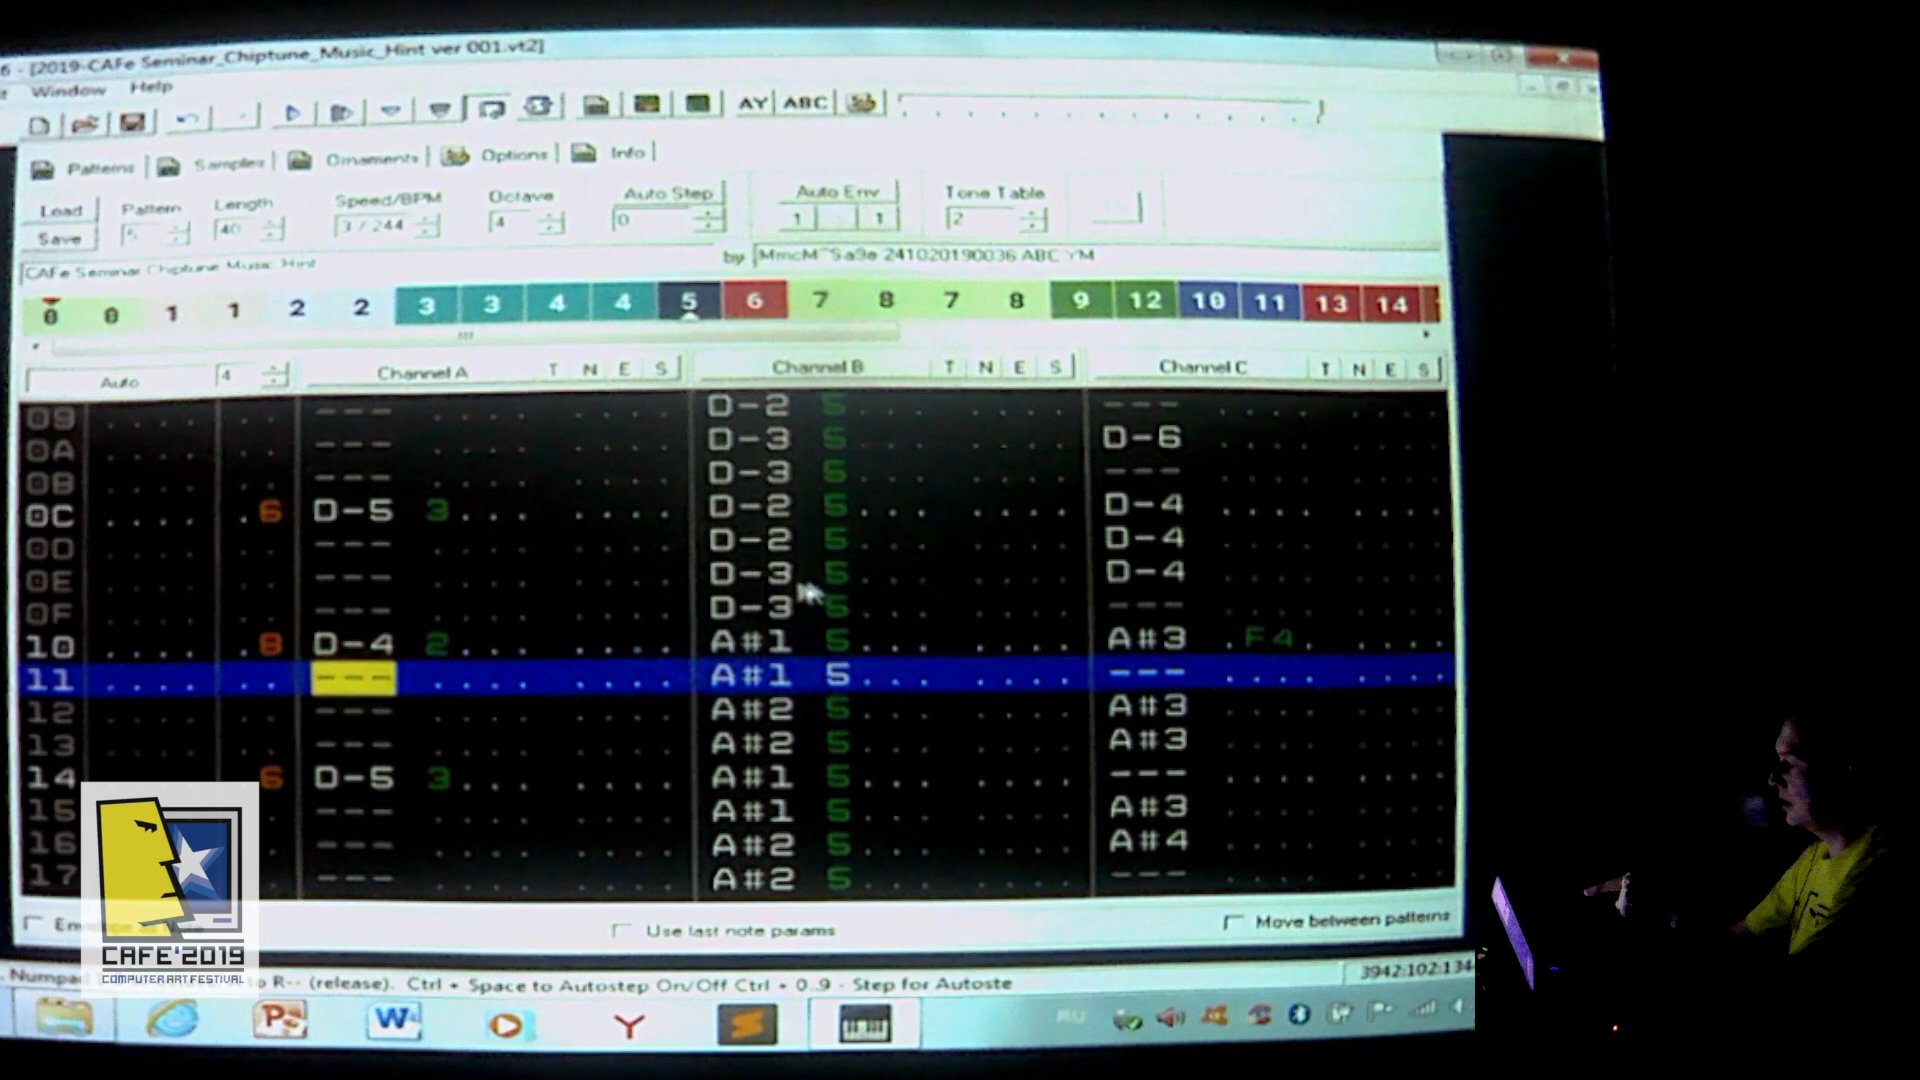 6 - [2019-CAFe Seminar_Chiptune_Music_Hint ver 001.vt2]
Window Help
AY ABC
Patterns Samples Ornaments Options Info
Load Pattern Length Speed/BPM Octave Auto Step Auto Env Tone Table
Save 5 40 3 / 244 4 0 1 1 2
CAFe Seminar Chiptune Music Hint by MmcM^Sa9e 241020190036 ABC YM
0 0 1 1 2 2 3 3 4 4 5 6 7 8 7 8 9 12 10 11 13 14
Auto 4 Channel A T N E S Channel B T N E S Channel C T N E S
09 .... .. --- .... .... D-2 5... .... --- .... ....
0A .... .. --- .... .... D-3 5... .... D-6 .... ....
0B .... .. --- .... .... D-3 5... .... --- .... ....
0C .... .6 D-5 3... .... D-2 5... .... D-4 .... ....
0D .... .. --- .... .... D-2 5... .... D-4 .... ....
0E .... .. --- .... .... D-3 5... .... D-4 .... ....
0F .... .. --- .... .... D-3 5... .... --- .... ....
10 .... .8 D-4 2... .... A#1 5... .... A#3 .F4. ....
11 .... .. --- .... .... A#1 5... .... --- .... ....
12 .... .. --- .... .... A#2 5... .... A#3 .... ....
13 .... .. --- .... .... A#2 5... .... A#3 .... ....
14 6 D-5 3... .... A#1 5... .... --- .... ....
15 --- .... .... A#1 5... .... A#3 .... ....
16 --- .... .... A#2 5... .... A#4 .... ....
17 --- .... .... A#2 5... .... --- .... ....
Use last note params Move between patterns
CAFE'2019
COMPUTER ART FESTIVAL
Numpad to R-- (release). Ctrl + Space to Autostep On/Off Ctrl + 0..9 - Step for Autoste
3942:102:134
RU